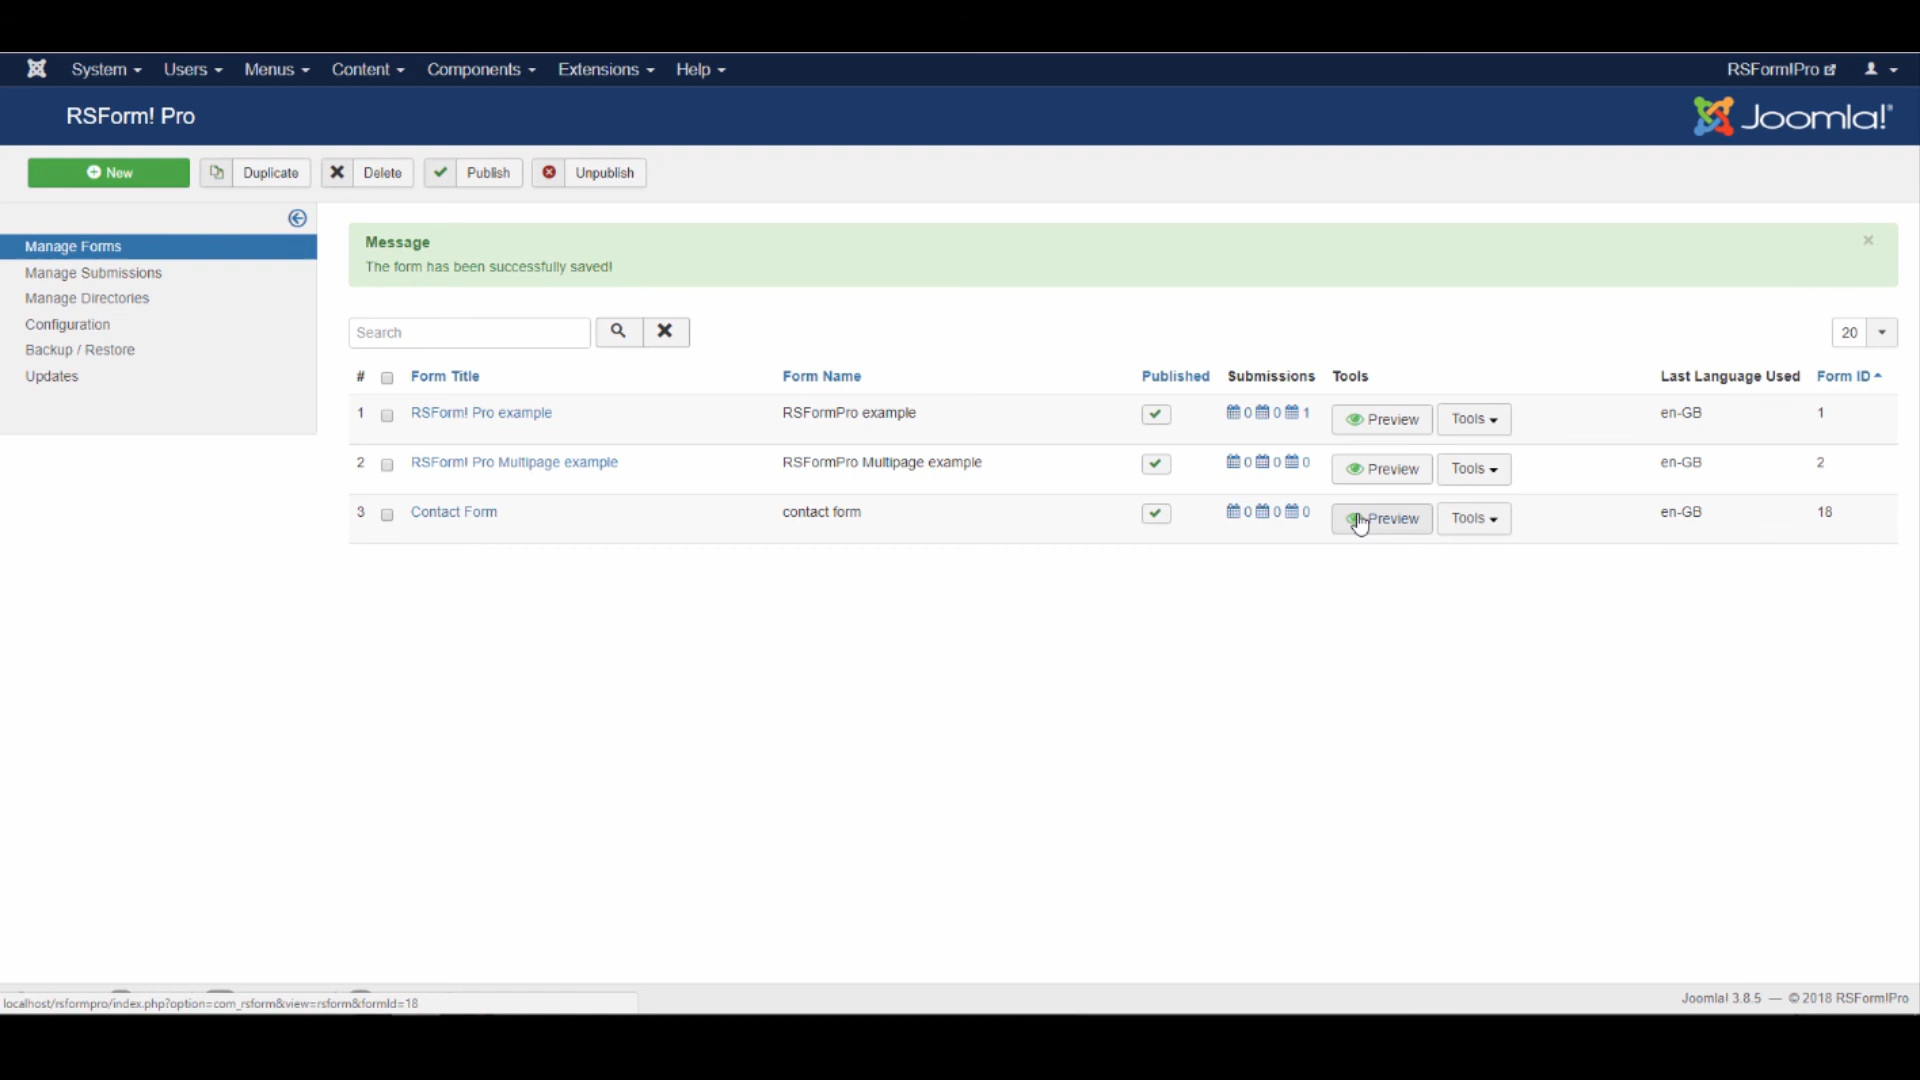 System Users Menus Content Components Extensions Help RSForm!Pro
RSForm! Pro Joomla!®
New Duplicate Delete Publish Unpublish
Manage Forms
Manage Submissions
Manage Directories
Configuration
Backup / Restore
Updates
Message
The form has been successfully saved!
Search 20
# Form Title Form Name Published Submissions Tools Last Language Used Form ID
1 RSForm! Pro example RSFormPro example 0 0 1 Preview Tools en-GB 1
2 RSForm! Pro Multipage example RSFormPro Multipage example 0 0 0 Preview Tools en-GB 2
3 Contact Form contact form 0 0 0 Preview Tools en-GB 18
localhost/rsformpro/index.php?option=com_rsform&view=rsform&formId=18
Joomla! 3.8.5 — © 2018 RSForm!Pro